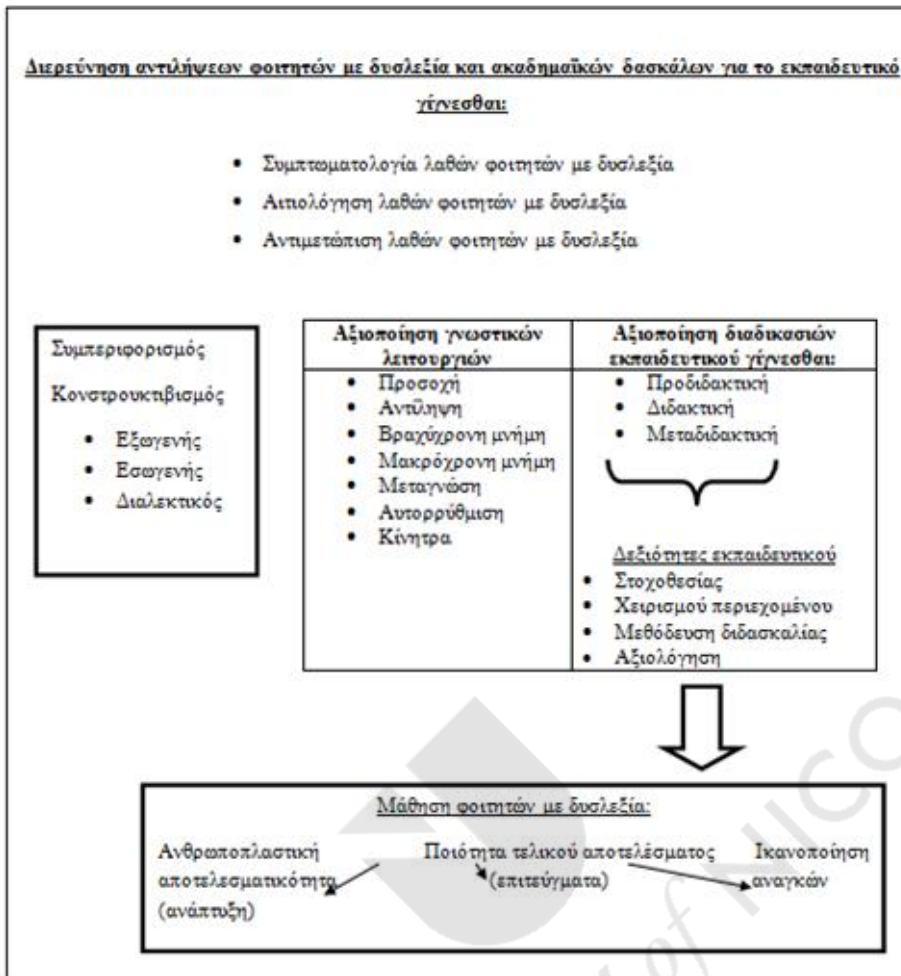 Διερεύνηση αντιλήψεων φοιτητών με δυσλεξία και ακαδημαϊκών δασκάλων για το εκπαιδευτικό
γίγνεσθαι:
• Συμπτωματολογία λαθών φοιτητών με δυσλεξία
• Αιτιολόγηση λαθών φοιτητών με δυσλεξία
• Αντιμετώπιση λαθών φοιτητών με δυσλεξία
Συμπεριφορισμός
Κονστρουκτιβισμός
• Εξωγενής
• Εσωγενής
• Διαλεκτικός
Αξιοποίηση γνωστικών
λειτουργιών
• Προσοχή
• Αντίληψη
• Βραχύχρονη μνήμη
• Μακρόχρονη μνήμη
• Μεταγνώση
• Αυτορρύθμιση
• Κίνητρα
Αξιοποίηση διαδικασιών
εκπαιδευτικού γίγνεσθαι:
• Προδιδακτική
• Διδακτική
• Μεταδιδακτική
Δεξιότητες εκπαιδευτικού
• Στοχοθεσίας
• Χειρισμού περιεχομένου
• Μεθόδευση διδασκαλίας
• Αξιολόγηση
Μάθηση φοιτητών με δυσλεξία:
Ανθρωποπλαστική
αποτελεσματικότητα
(ανάπτυξη)
Ποιότητα τελικού αποτελέσματος
(επιτεύγματα)
Ικανοποίηση
αναγκών
of NICO